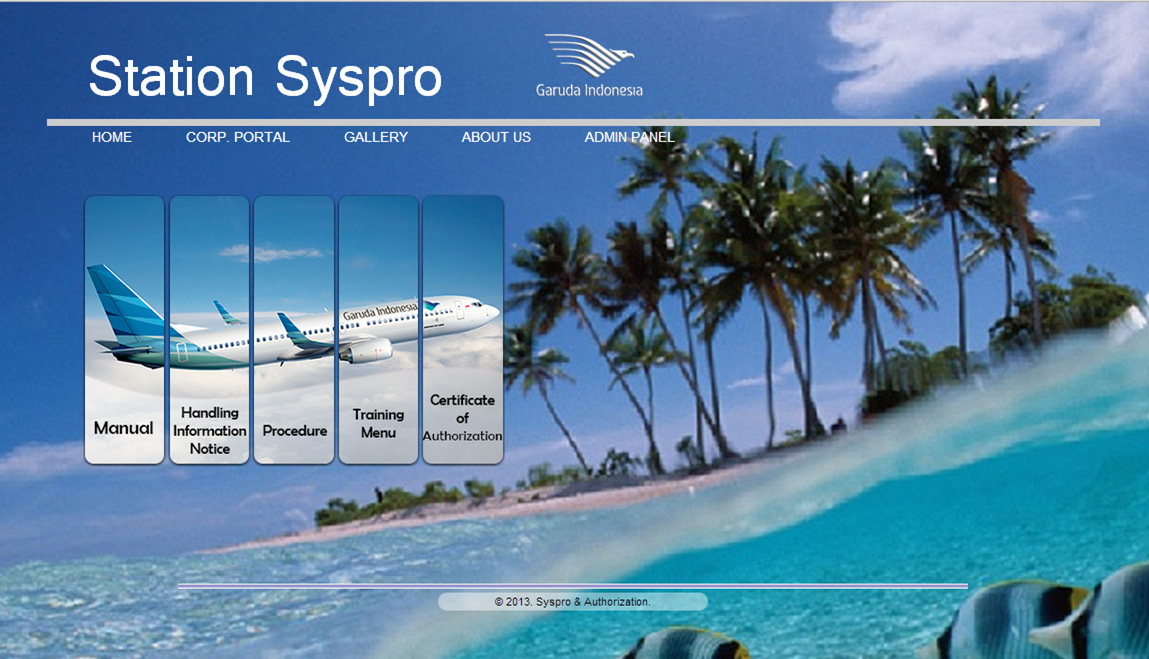 Station Syspro
Garuda Indonesia
HOME CORP. PORTAL GALLERY ABOUT US ADMIN PANEL
Garuda Indonesia
Manual
Handling
Information
Notice
Procedure
Training
Menu
Certificate
of
Authorization
© 2013. Syspro & Authorization.